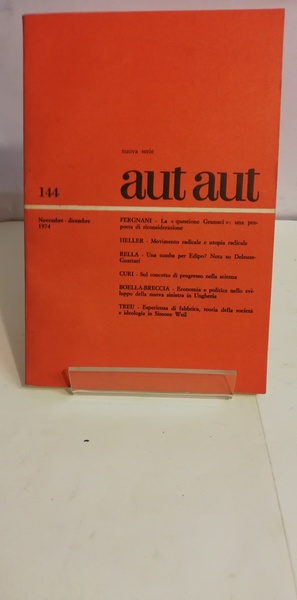 nuova serie
144
aut aut
Novembre - dicembre
1974
FERGNANI - La « questione Gramsci »: una pro-
posta di riconsiderazione
HELLER - Movimento radicale e utopia radicale
RELLA - Una tomba per Edipo? Nota su Deleuze-
Guattari
CURI - Sul concetto di progresso nella scienza
BOELLA-BRECCIA - Economia e politica nello svi-
luppo della nuova sinistra in Ungheria
TREU - Esperienza di fabbrica, teoria della società
e ideologia in Simone Weil